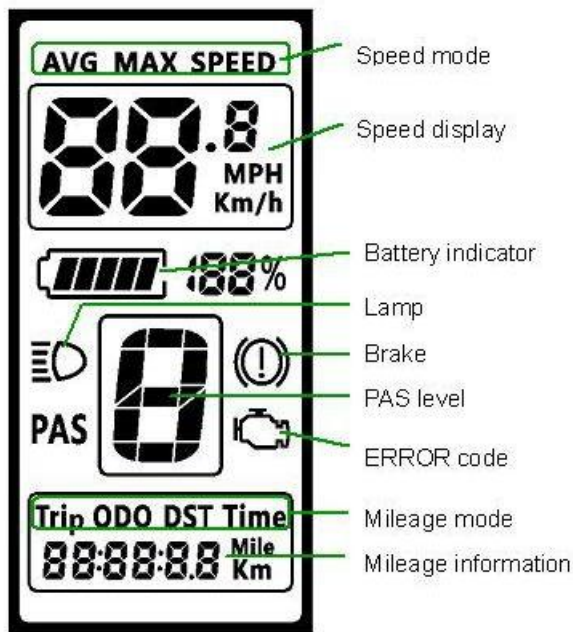 AVG MAX SPEED
Speed mode
88.8
Speed display
MPH
Km/h
Battery indicator
188%
Lamp
Brake
8
PAS level
PAS
ERROR code
Trip ODO DST Time
Mileage mode
88:88:8.8 Mile
Km
Mileage information